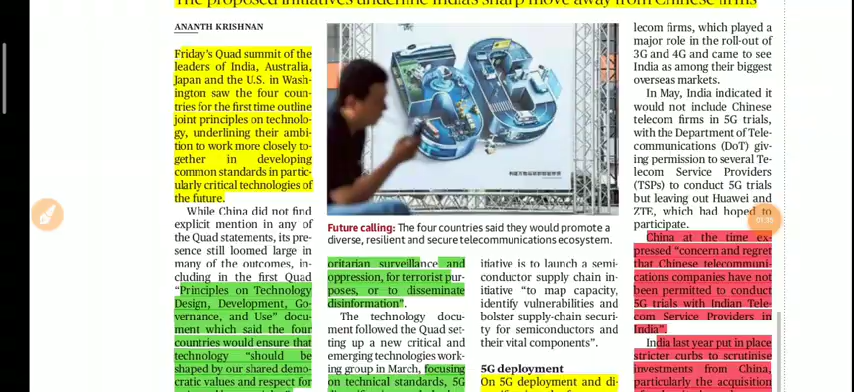 The proposed initiatives underline India's sharp move away from Chinese firms
ANANTH KRISHNAN
Friday's Quad summit of the
leaders of India, Australia,
Japan and the U.S. in Wash-
ington saw the four coun-
tries for the first time outline
joint principles on technolo-
gy, underlining their ambi-
tion to work more closely to-
gether in developing
common standards in partic-
ularly critical technologies of
the future.
While China did not find
explicit mention in any of
the Quad statements, its pre-
sence still loomed large in
many of the outcomes, in-
cluding in the first Quad
"Principles on Technology
Design, Development, Go-
vernance, and Use" docu-
ment which said the four
countries would ensure that
technology "should be
shaped by our shared demo-
cratic values and respect for
5G
Future calling: The four countries said they would promote a
diverse, resilient and secure telecommunications ecosystem.
oritarian surveillance and
oppression, for terrorist pur-
poses, or to disseminate
disinformation".
The technology docu-
ment followed the Quad set-
ting up a new critical and
emerging technologies work-
ing group in March, focusing
on technical standards, 5G
itiative is to launch a semi-
conductor supply chain in-
itiative "to map capacity,
identify vulnerabilities and
bolster supply-chain securi-
ty for semiconductors and
their vital components".
5G deployment
On 5G deployment and di-
lecom firms, which played a
major role in the roll-out of
3G and 4G and came to see
India as among their biggest
overseas markets.
In May, India indicated it
would not include Chinese
telecom firms in 5G trials,
with the Department of Tele-
communications (DoT) giv-
ing permission to several Te-
lecom Service Providers
(TSPs) to conduct 5G trials
but leaving out Huawei and
ZTE, which had hoped to
participate.
01:35
China at the time ex-
pressed "concern and regret
that Chinese telecommuni-
cations companies have not
been permitted to conduct
5G trials with Indian Tele-
com Service Providers in
India".
India last year put in place
stricter curbs to scrutinise
investments from China,
particularly the acquisition